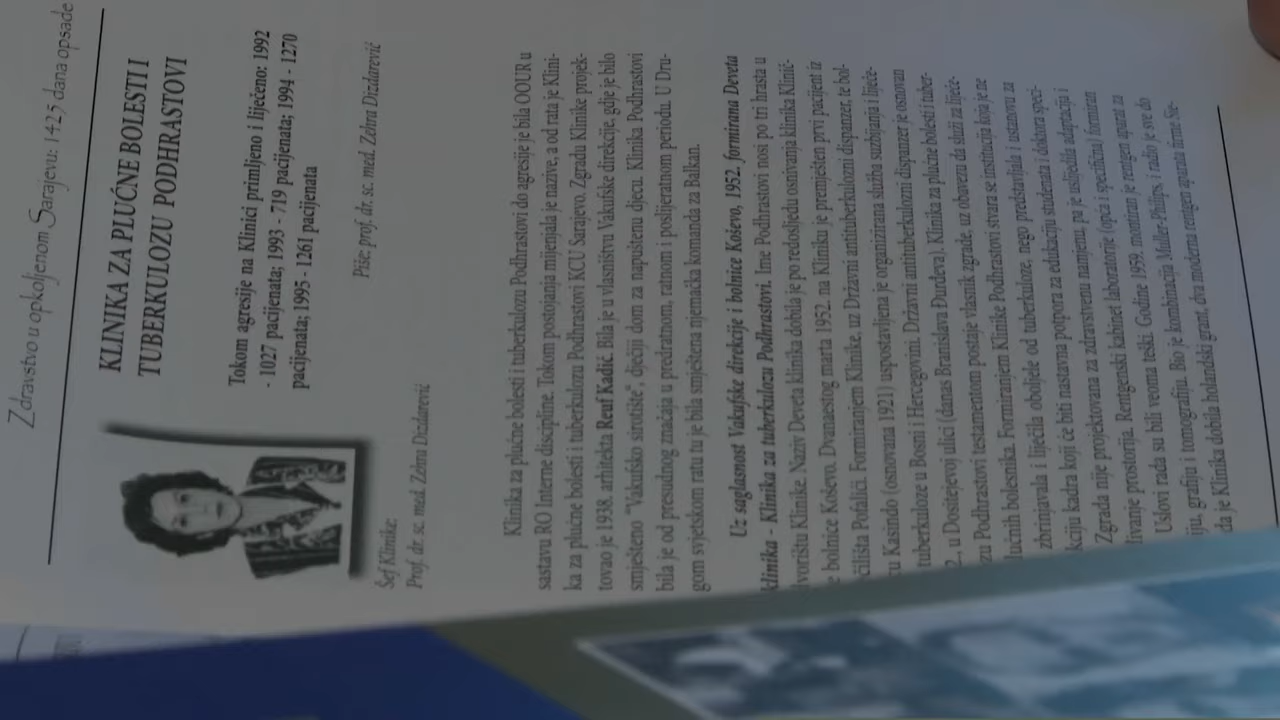 Zdravstvo u opkoljenom Sarajevu: 1425 dana opsade
KLINIKA ZA PLUĆNE BOLESTI I
TUBERKULOZU PODHRASTOVI
Tokom agresije na Klinici primljeno i liječeno: 1992
- 1027 pacijenata; 1993 - 719 pacijenata; 1994 - 1270
pacijenata; 1995 - 1261 pacijenata
Piše: prof. dr. sc. med. Zehra Dizdarević
Šef Klinike:
Prof. dr. sc. med. Zehra Dizdarević
Klinika za plućne bolesti i tuberkulozu Podhrastovi do agresije je bila OOUR u
sastavu RO Interne discipline. Tokom postojanja mijenjala je nazive, a od rata je Klini-
ka za plućne bolesti i tuberkulozu Podhrastovi KCU Sarajevo. Zgradu Klinike projek-
tovao je 1938. arhitekta Reuf Kadić. Bila je u vlasništvu Vakufske direkcije, gdje je bilo
smješteno "Vakufsko sirotište", dječiji dom za napuštenu djecu. Klinika Podhrastovi
bila je od presudnog značaja u predratnom, ratnom i poslijeratnom periodu. U Dru-
gom svjetskom ratu tu je bila smještena njemačka komanda za Balkan.
Uz saglasnost Vakufske direkcije i bolnice Koševo, 1952. formirana Deveta
klinika - Klinika za tuberkulozu Podhrastovi. Ime Podhrastovi nosi po tri hrasta u
dvorištu Klinike. Naziv Deveta klinika dobila je po redoslijedu osnivanja klinika Klinič-
e bolnice Koševo. Dvanaestog marta 1952. na Kliniku je premješten prvi pacijent iz
čilišta Pofalići. Formiranjem Klinike, uz Državni antituberkulozni dispanzer, te bol-
u Kasindo (osnovana 1921) uspostavljena je organizirana služba suzbijanja i liječe-
tuberkuloze u Bosni i Hercegovini. Državni antituberkulozni dispanzer je osnovan
2., u Dositejevoj ulici (danas Branislava Đurđeva). Klinika za plućne bolesti i tuber-
zu Podhrastovi testamentom postaje vlasnik zgrade, uz obavezu da služi za liječe-
lućnih bolesnika. Formiranjem Klinike Podhrastovi stvara se institucija koja je ne
zbrinjavala i liječila oboljele od tuberkuloze, nego predstavljala i ustanovu za
kciju kadra koji će biti nastavna potpora za edukaciju studenata i doktora speci-
Zgrada nije projektovana za zdravstvenu namjenu, pa je uslijedila adaptacija i
livanje prostorija. Rentgenski kabinet laboratorije (opća i specifična) formirani
Uslovi rada su bili veoma teški. Godine 1959. montiran je rentgen aparat za
iju, grafiju i tomografiju. Bio je kombinacija Muller-Philips, i radio je sve do
da je Klinika dobila holandski grant, dva moderna rentgen aparata firme Sie-